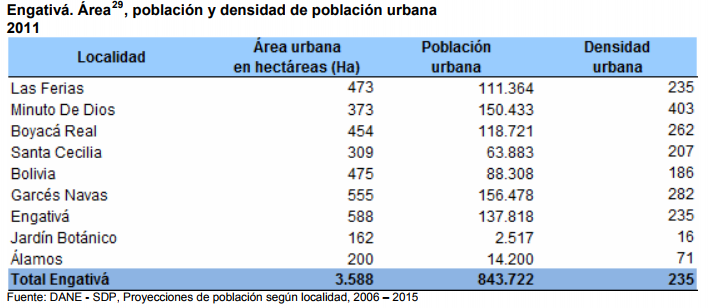 Engativá. Área29, población y densidad de población urbana
2011
Localidad Área urbana en hectáreas (Ha) Población urbana Densidad urbana
Las Ferias 473 111.364 235
Minuto De Dios 373 150.433 403
Boyacá Real 454 118.721 262
Santa Cecilia 309 63.883 207
Bolivia 475 88.308 186
Garcés Navas 555 156.478 282
Engativá 588 137.818 235
Jardín Botánico 162 2.517 16
Álamos 200 14.200 71
Total Engativá 3.588 843.722 235
Fuente: DANE - SDP, Proyecciones de población según localidad, 2006 – 2015